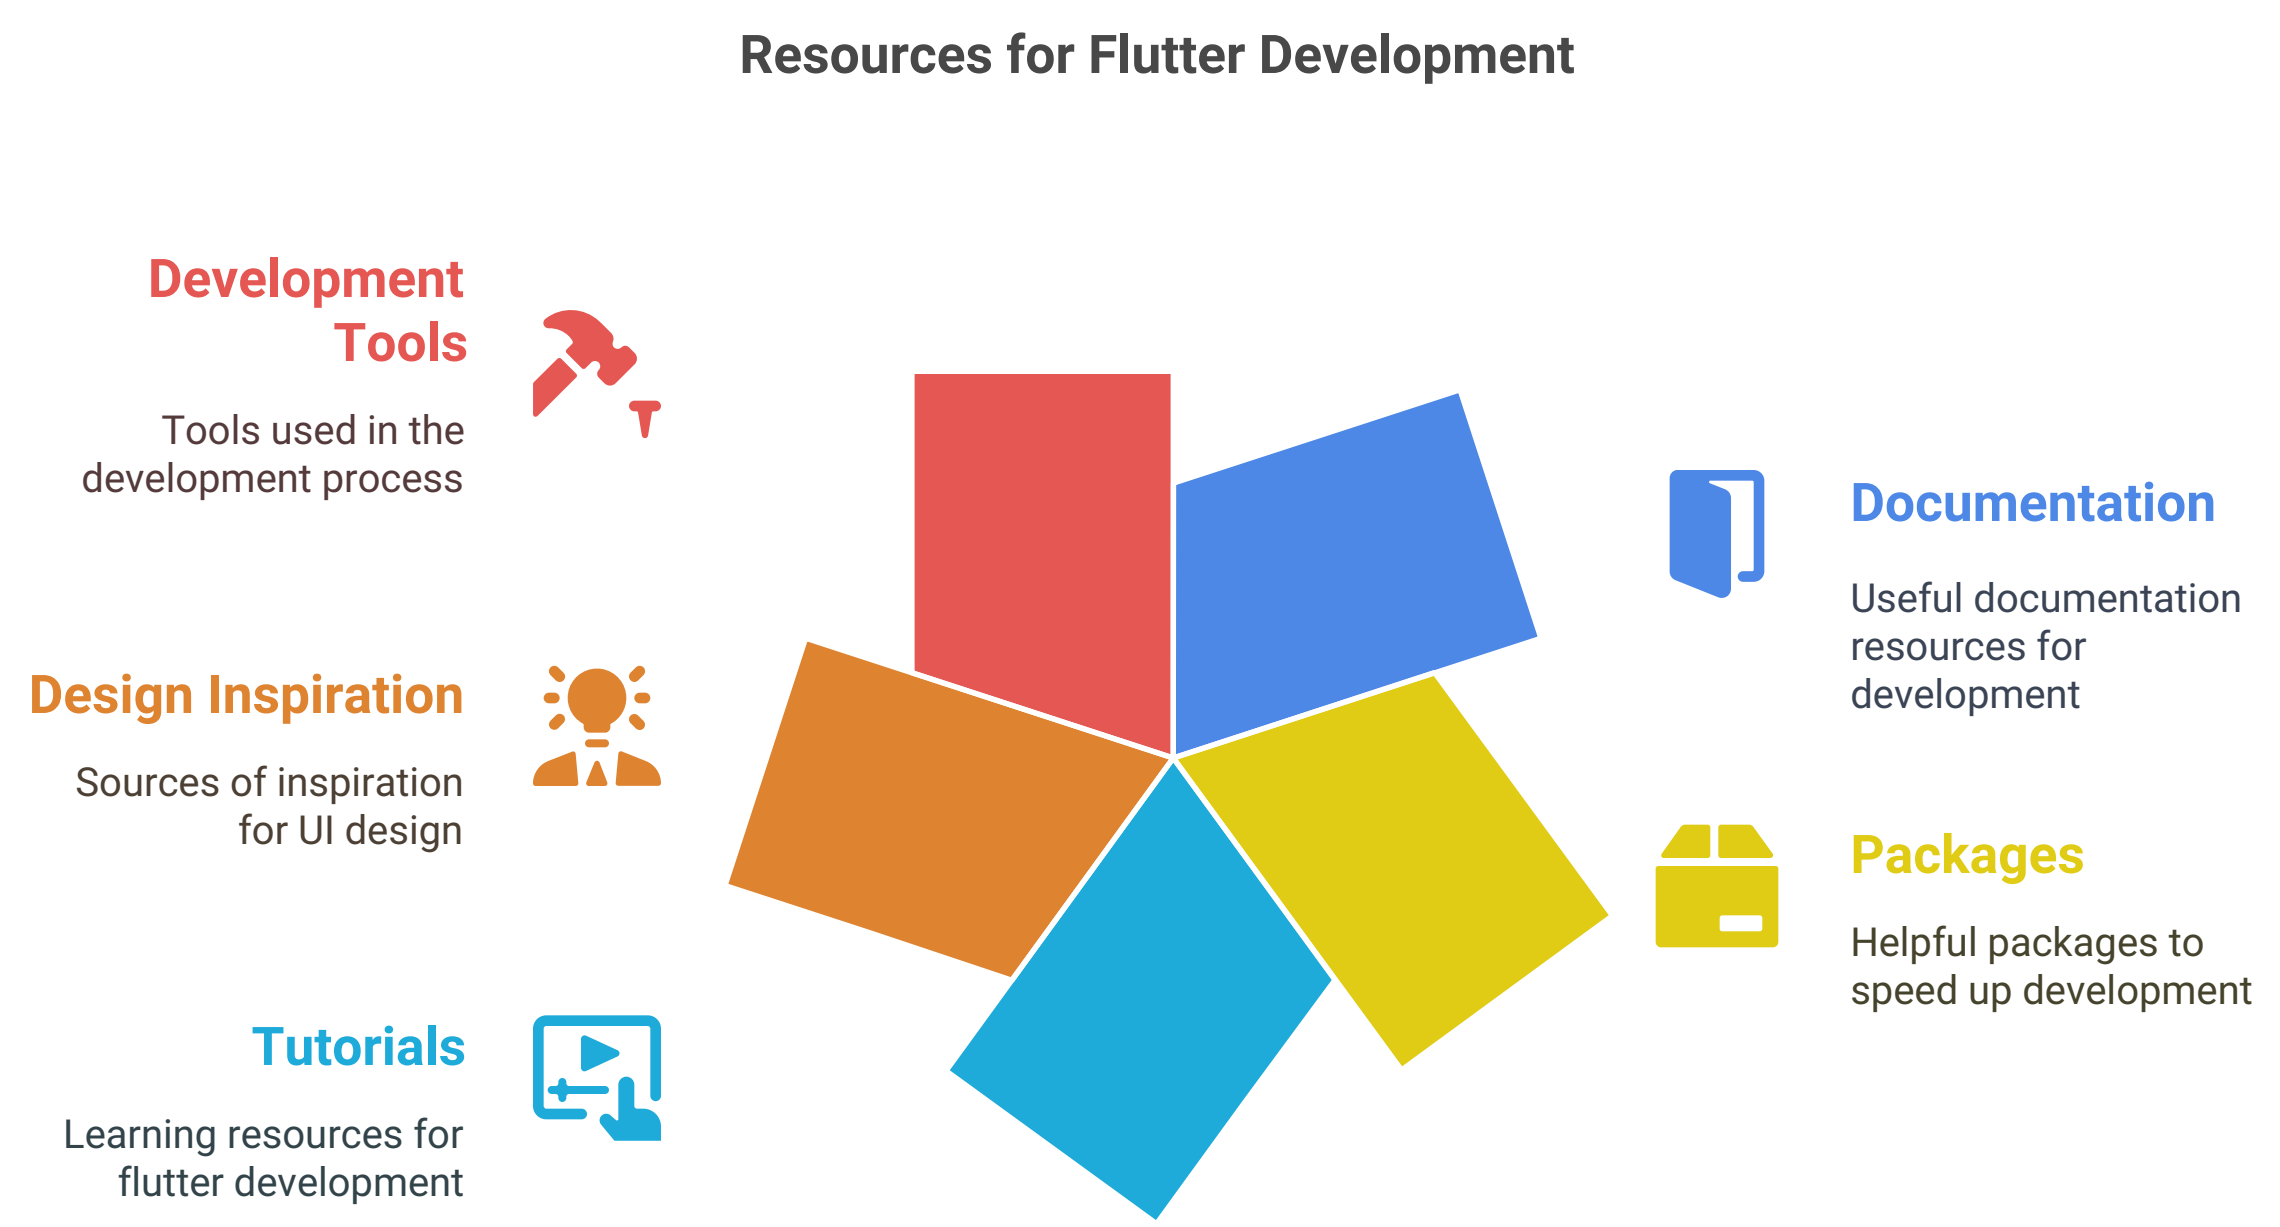 Resources for Flutter Development
Development
Tools
Tools used in the
development process
Design Inspiration
Sources of inspiration
for UI design
Tutorials
Learning resources for
flutter development
Documentation
Useful documentation
resources for
development
Packages
Helpful packages to
speed up development